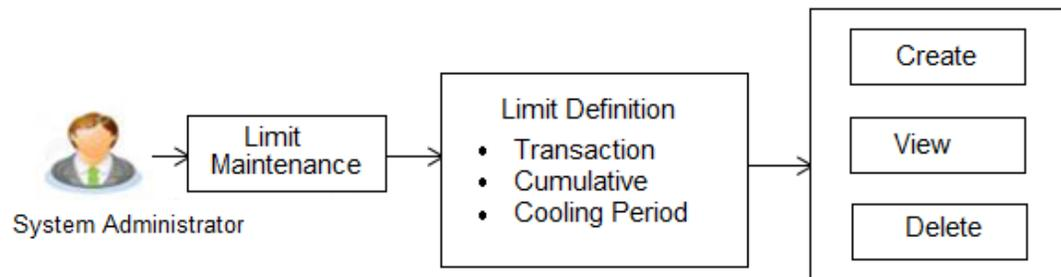 System Administrator
Limit
Maintenance
Limit Definition
• Transaction
• Cumulative
• Cooling Period
Create
View
Delete